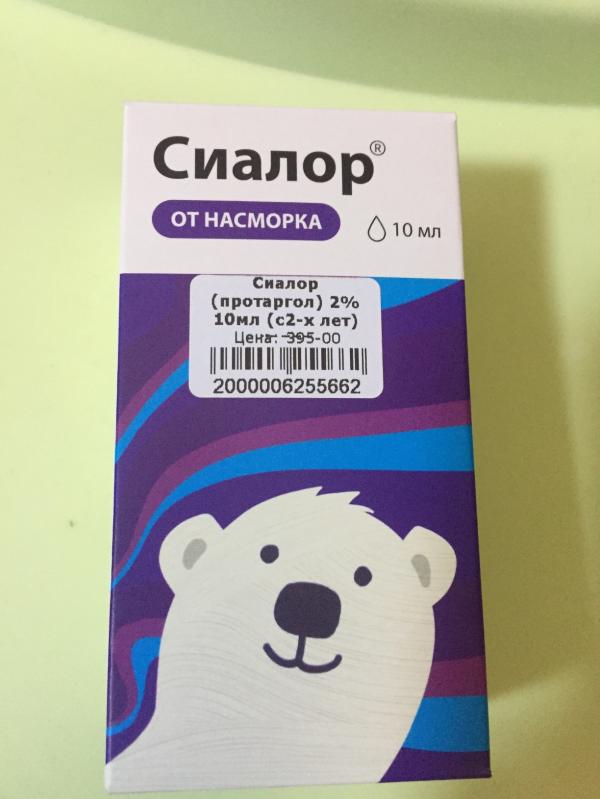 Сиалор®
ОТ НАСМОРКА
10 мл
Сиалор
(протаргол) 2%
10мл (с2-х лет)
Цена: 395-00
2000006255662